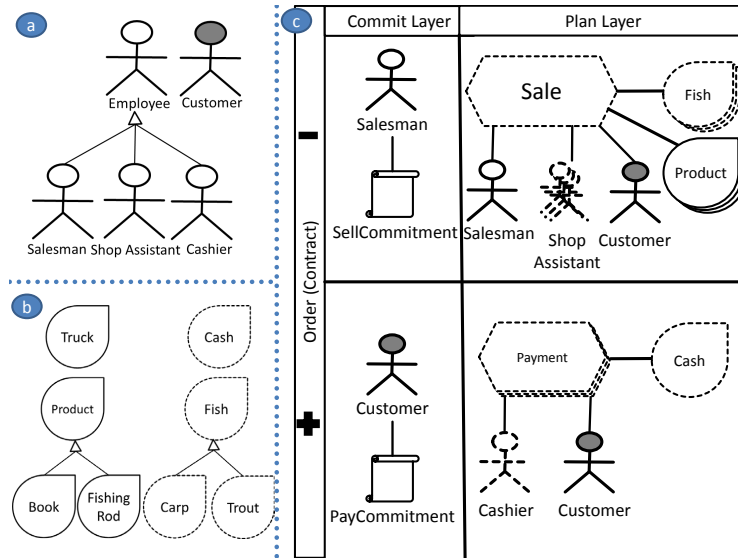 a
Employee
Customer
Salesman
Shop Assistant
Cashier
b
Truck
Cash
Product
Fish
Book
Fishing
Rod
Carp
Trout
c
Commit Layer
Plan Layer
Order (Contract)
Salesman
SellCommitment
Sale
Fish
Product
Salesman
Shop
Assistant
Customer
Customer
PayCommitment
Payment
Cash
Cashier
Customer